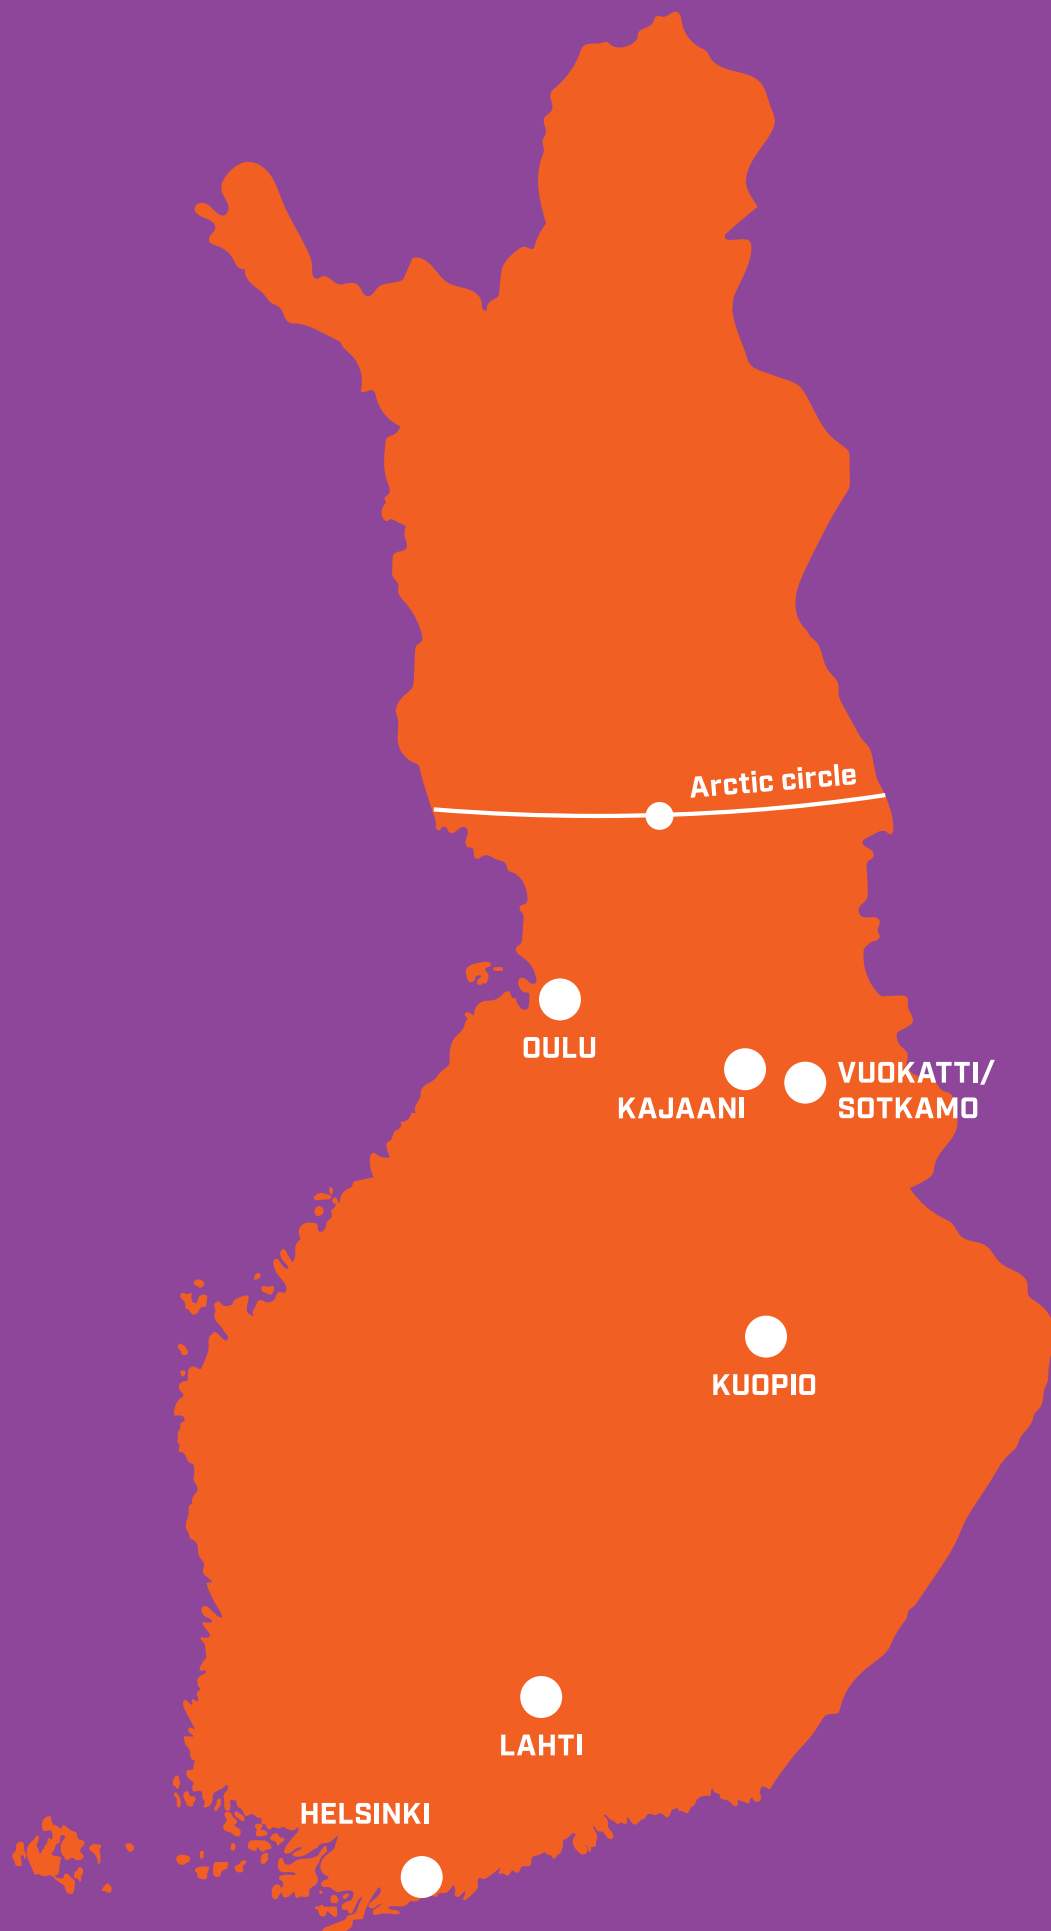 Arctic circle
OULU
VUOKATTI/
SOTKAMO
KAJAANI
KUOPIO
LAHTI
HELSINKI